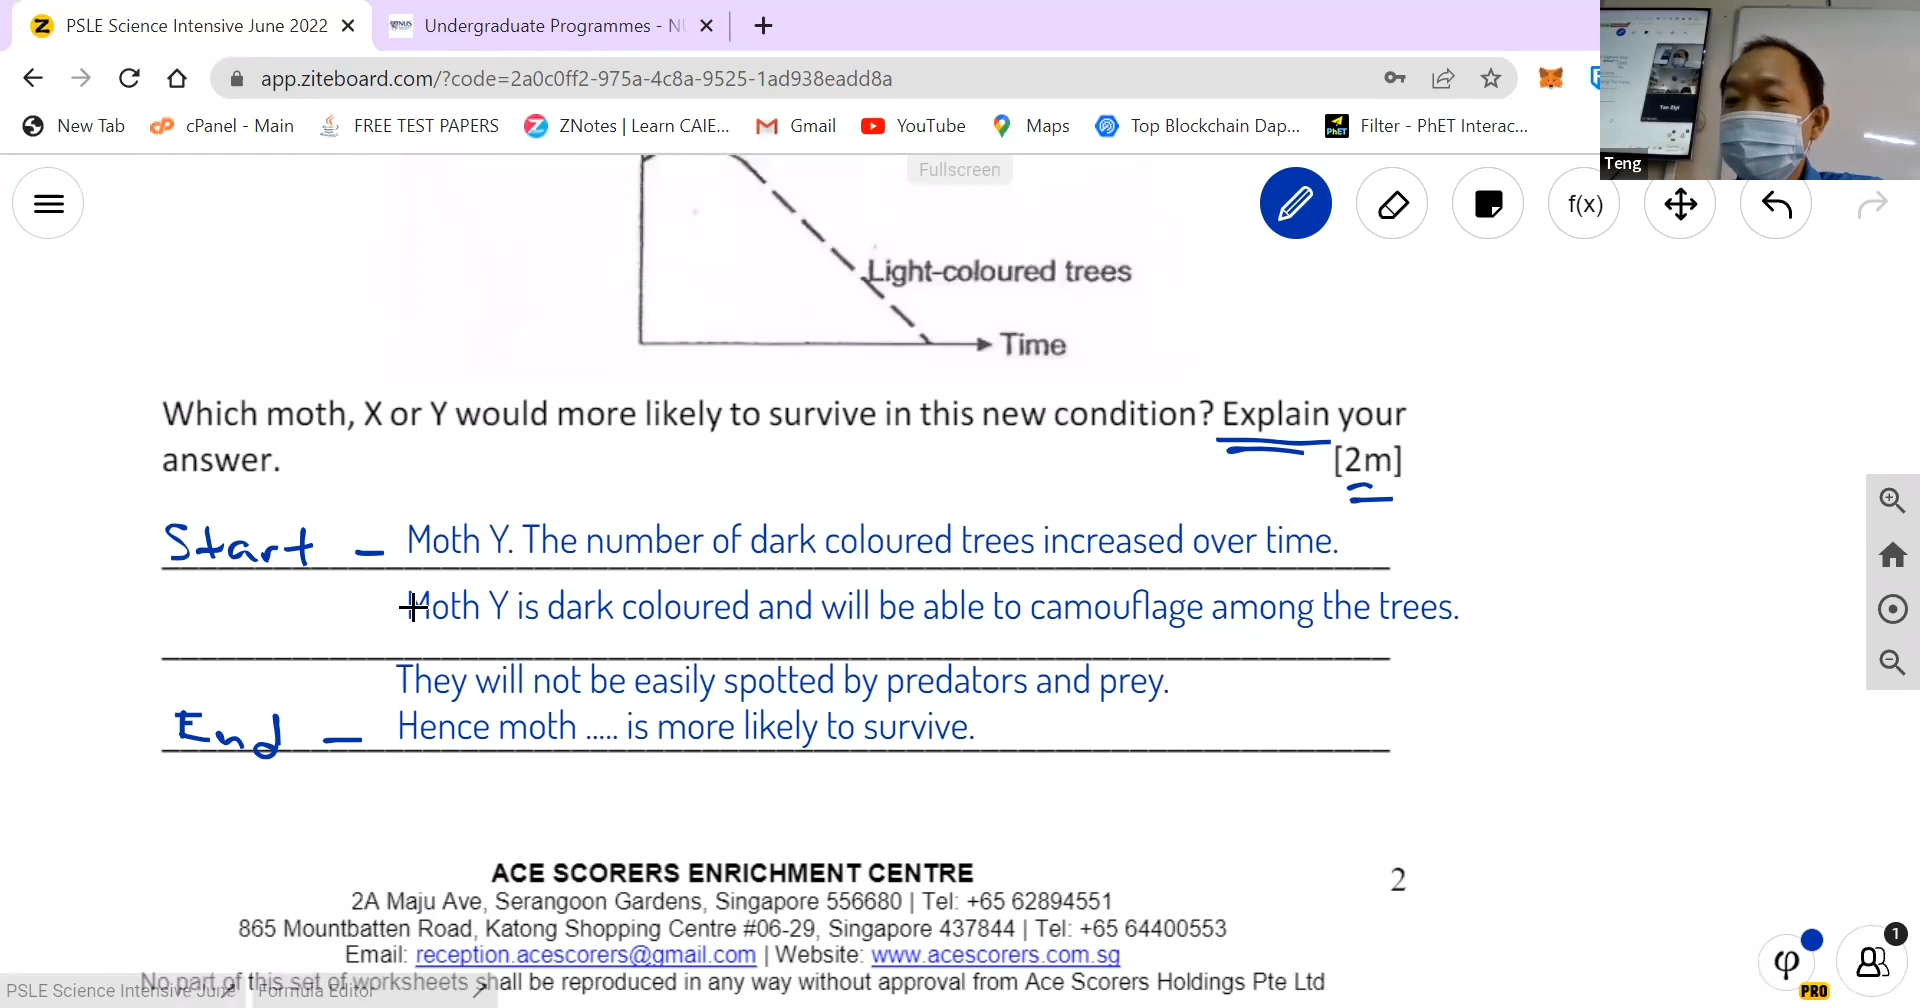 PSLE Science Intensive June 2022
Undergraduate Programmes - NU
app.ziteboard.com/?code=2a0c0ff2-975a-4c8a-9525-1ad938eadd8a
New Tab
cPanel - Main
FREE TEST PAPERS
ZNotes | Learn CAIE...
Gmail
YouTube
Maps
Top Blockchain Dap...
Filter - PhET Interac...
Teng
Fullscreen
f(x)
Light-coloured trees
Time
Which moth, X or Y would more likely to survive in this new condition? Explain your
answer. [2m]
Start - Moth Y. The number of dark coloured trees increased over time.
Moth Y is dark coloured and will be able to camouflage among the trees.
They will not be easily spotted by predators and prey.
End - Hence moth ..... is more likely to survive.
ACE SCORERS ENRICHMENT CENTRE
2
2A Maju Ave, Serangoon Gardens, Singapore 556680 | Tel: +65 62894551
865 Mountbatten Road, Katong Shopping Centre #06-29, Singapore 437844 | Tel: +65 64400553
Email: reception.acescorers@gmail.com | Website: www.acescorers.com.sg
No part of this set of worksheets shall be reproduced in any way without approval from Ace Scorers Holdings Pte Ltd
PSLE Science Intensive June
Formula Editor
φ
PRO
1